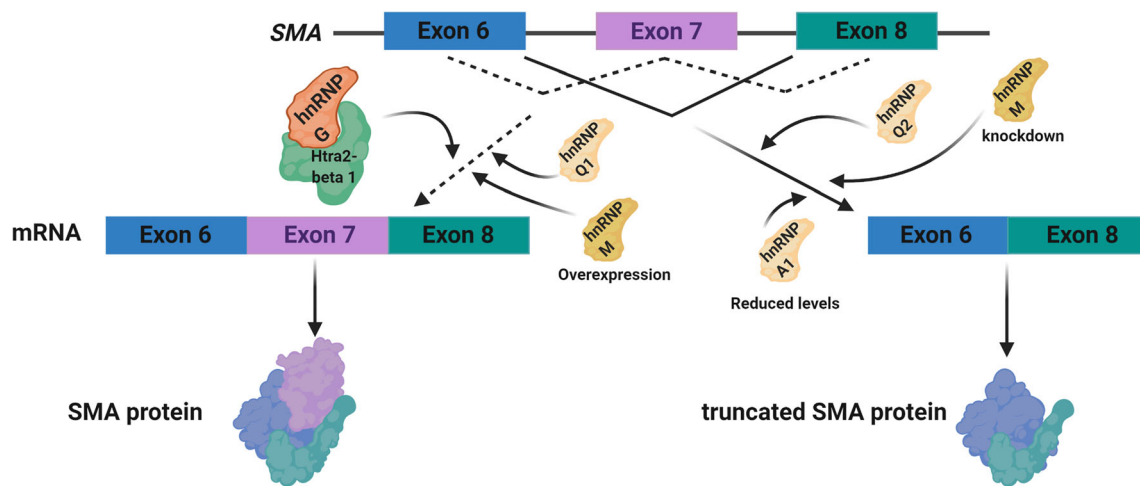 SMA
Exon 6
Exon 7
Exon 8
hnRNP
G
Htra2-
beta 1
hnRNP
Q1
hnRNP
M
Overexpression
hnRNP
Q2
hnRNP
M
knockdown
hnRNP
A1
Reduced levels
mRNA
Exon 6
Exon 7
Exon 8
Exon 6
Exon 8
SMA protein
truncated SMA protein